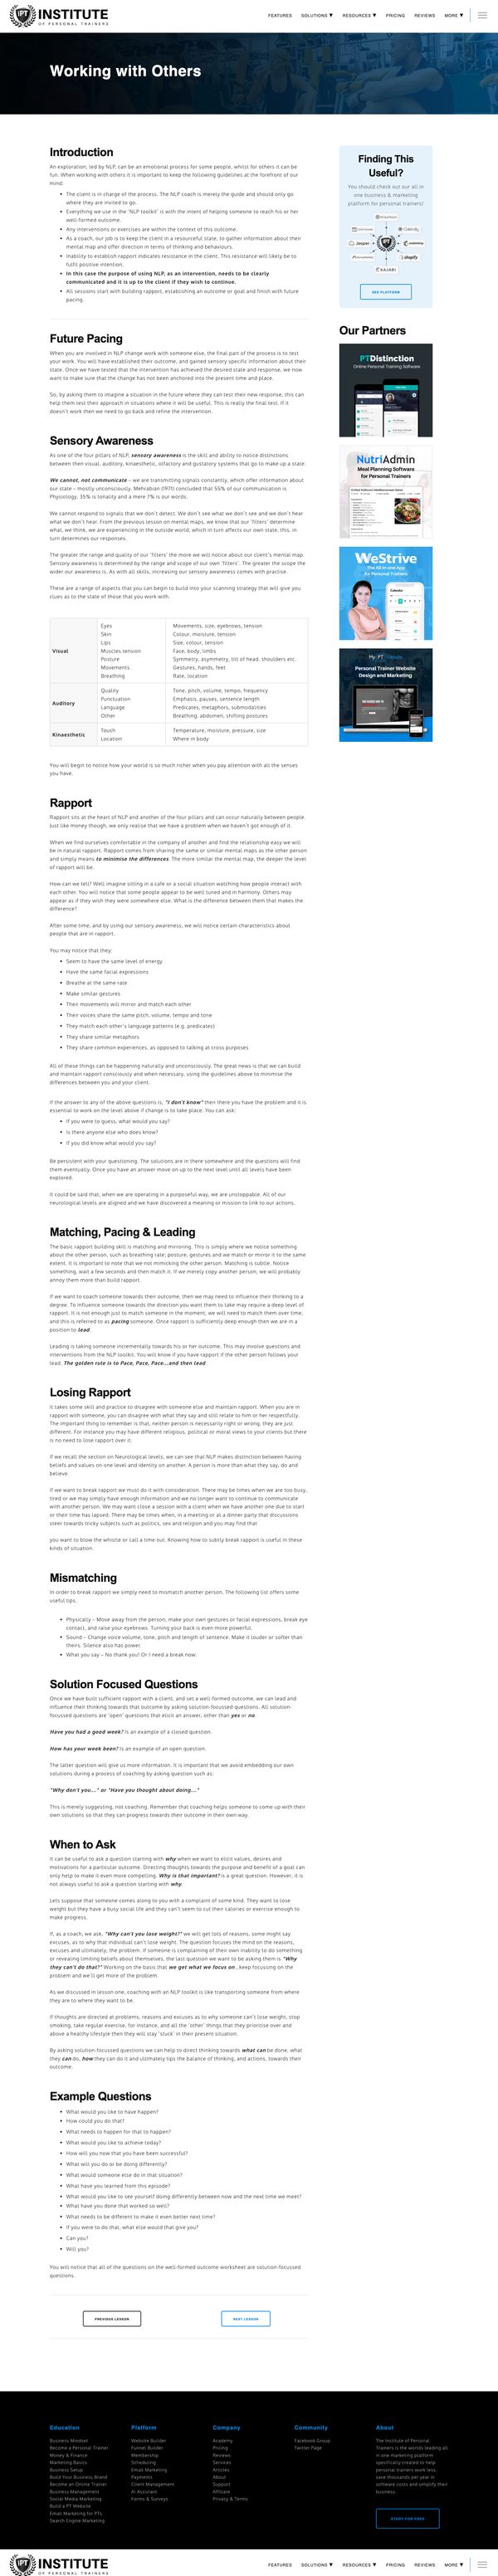 INSTITUTE
OF PERSONAL TRAINERS
FEATURES SOLUTIONS ▼ RESOURCES ▼ PRICING REVIEWS MORE ▼
Working with Others
Introduction
An exploration, led by NLP, can be an emotional process for some people, whilst for others it can be
fun. When working with others it is important to keep the following guidelines at the forefront of our
mind:
• The client is in charge of the process. The NLP coach is merely the guide and should only go
where they are invited to go.
• Everything we use in the 'NLP toolkit' is with the intent of helping someone to reach his or her
well-formed outcome.
• Any interventions or exercises are within the context of this outcome.
• As a coach, our job is to keep the client in a resourceful state, to gather information about their
mental map and offer direction in terms of thinking and behaviours.
• Inability to establish rapport indicates resistance in the client. This resistance will likely be to
fulfil positive intention.
• In this case the purpose of using NLP, as an intervention, needs to be clearly
communicated and it is up to the client if they wish to continue.
• All sessions start with building rapport, establishing an outcome or goal and finish with future
pacing.
Future Pacing
When you are involved in NLP change work with someone else, the final part of the process is to test
your work. You will have established their outcome, and gained sensory specific information about their
state. Once we have tested that the intervention has achieved the desired state and response, we now
want to make sure that the change has not been anchored into the present time and place.
So, by asking them to imagine a situation in the future where they can test their new response, this can
help them test their approach in situations where it will be useful. This is really the final test. If it
doesn't work then we need to go back and refine the intervention.
Sensory Awareness
As one of the four pillars of NLP, sensory awareness is the skill and ability to notice distinctions
between their visual, auditory, kinaesthetic, olfactory and gustatory systems that go to make up a state.
We cannot, not communicate – we are transmitting signals constantly, which offer information about
our state – mostly unconsciously. Mehrabian (1971) concluded that 55% of our communication is
Physiology, 35% is tonality and a mere 7% is our words.
We cannot respond to signals that we don't detect. We don't see what we don't see and we don't hear
what we don't hear. From the previous lesson on mental maps, we know that our 'filters' determine
what, we think, we are experiencing in the outside world, which in turn affects our own state, this, in
turn determines our responses.
The greater the range and quality of our 'filters' the more we will notice about our client's mental map.
Sensory awareness is determined by the range and scope of our own 'filters'. The greater the scope the
wider our awareness is. As with all skills, increasing our sensory awareness comes with practise.
These are a range of aspects that you can begin to build into your scanning strategy that will give you
clues as to the state of those that you work with.
Visual
Eyes Movements, size, eyebrows, tension
Skin Colour, moisture, tension
Lips Size, colour, tension
Muscles tension Face, body, limbs
Posture Symmetry, asymmetry, tilt of head, shoulders etc.
Movements Gestures, hands, feet
Breathing Rate, location
Auditory
Quality Tone, pitch, volume, tempo, frequency
Punctuation Emphasis, pauses, sentence length
Language Predicates, metaphors, submodalities
Other Breathing, abdomen, shifting postures
Kinaesthetic
Touch Temperature, moisture, pressure, size
Location Where in body
You will begin to notice how your world is so much richer when you pay attention with all the senses
you have.
Rapport
Rapport sits at the heart of NLP and another of the four pillars and can occur naturally between people.
Just like money though, we only realise that we have a problem when we haven't got enough of it.
When we find ourselves comfortable in the company of another and find the relationship easy we will
be in natural rapport. Rapport comes from sharing the same or similar mental maps as the other person
and simply means to minimise the differences. The more similar the mental map, the deeper the level
of rapport will be.
How can we tell? Well imagine sitting in a cafe or a social situation watching how people interact with
each other. You will notice that some people appear to be well tuned and in harmony. Others may
appear as if they wish they were somewhere else. What is the difference between them that makes the
difference?
After some time, and by using our sensory awareness, we will notice certain characteristics about
people that are in rapport.
You may notice that they:
• Seem to have the same level of energy
• Have the same facial expressions
• Breathe at the same rate
• Make similar gestures
• Their movements will mirror and match each other
• Their voices share the same pitch, volume, tempo and tone
• They match each other's language patterns (e.g. predicates)
• They share similar metaphors
• They share common experiences, as opposed to talking at cross purposes
All of these things can be happening naturally and unconsciously. The great news is that we can build
and maintain rapport consciously and when necessary, using the guidelines above to minimise the
differences between you and your client.
If the answer to any of the above questions is, "I don't know" then there you have the problem and it is
essential to work on the level above if change is to take place. You can ask:
• If you were to guess, what would you say?
• Is there anyone else who does know?
• If you did know what would you say?
Be persistent with your questioning. The solutions are in there somewhere and the questions will find
them eventually. Once you have an answer move on up to the next level until all levels have been
explored.
It could be said that, when we are operating in a purposeful way, we are unstoppable. All of our
neurological levels are aligned and we have discovered a meaning or mission to link to our actions.
Matching, Pacing & Leading
The basic rapport building skill is matching and mirroring. This is simply where we notice something
about the other person, such as breathing rate; posture, gestures and we match or mirror it to the same
extent. It is important to note that we not mimicking the other person. Matching is subtle. Notice
something, wait a few seconds and then match it. If we merely copy another person, we will probably
annoy them more than build rapport.
If we want to coach someone towards their outcome, then we may need to influence their thinking to a
degree. To influence someone towards the direction you want them to take may require a deep level of
rapport. It is not enough just to match someone in the moment, we will need to match them over time,
and this is referred to as pacing someone. Once rapport is sufficiently deep enough then we are in a
position to lead.
Leading is taking someone incrementally towards his or her outcome. This may involve questions and
interventions from the NLP toolkit. You will know if you have rapport if the other person follows your
lead. The golden rule is to Pace, Pace, Pace...and then lead.
Losing Rapport
It takes some skill and practice to disagree with someone else and maintain rapport. When you are in
rapport with someone, you can disagree with what they say and still relate to him or her respectfully.
The important thing to remember is that, neither person is necessarily right or wrong, they are just
different. For instance you may have different religious, political or moral views to your clients but there
is no need to lose rapport over it.
If we recall the section on Neurological levels, we can see that NLP makes distinction between having
beliefs and values on one level and identity on another. A person is more than what they say, do and
believe.
If we want to break rapport we must do it with consideration. There may be times when we are too busy,
tired or we may simply have enough information and we no longer want to continue to communicate
with another person. We may want close a session with a client when we have another one due to start
or their time has lapsed. There may be times when, in a meeting or at a dinner party that discussions
steer towards tricky subjects such as politics, sex and religion and you may find that
you want to blow the whistle or call a time out. Knowing how to subtly break rapport is useful in these
kinds of situation.
Mismatching
In order to break rapport we simply need to mismatch another person. The following list offers some
useful tips.
• Physically – Move away from the person, make your own gestures or facial expressions, break eye
contact, and raise your eyebrows. Turning your back is even more powerful.
• Sound – Change voice volume, tone, pitch and length of sentence. Make it louder or softer than
theirs. Silence also has power.
• What you say – No thank you! Or I need a break now.
Solution Focused Questions
Once we have built sufficient rapport with a client, and set a well-formed outcome, we can lead and
influence their thinking towards that outcome by asking solution-focussed questions. All solution-
focussed questions are 'open' questions that elicit an answer, other than yes or no.
Have you had a good week? is an example of a closed question.
How has your week been? is an example of an open question.
The latter question will give us more information. It is important that we avoid embedding our own
solutions during a process of coaching by asking question such as:
"Why don't you..." or "Have you thought about doing..."
This is merely suggesting, not coaching. Remember that coaching helps someone to come up with their
own solutions so that they can progress towards their outcome in their own way.
When to Ask
It can be useful to ask a question starting with why when we want to elicit values, desires and
motivations for a particular outcome. Directing thoughts towards the purpose and benefit of a goal can
only help to make it even more compelling. Why is that important? is a great question. However, it is
not always useful to ask a question starting with why.
Lets suppose that someone comes along to you with a complaint of some kind. They want to lose
weight but they have a busy social life and they can't seem to cut their calories or exercise enough to
make progress.
If, as a coach, we ask, "Why can't you lose weight?" we will get lots of reasons, some might say
excuses, as to why that individual can't lose weight. The question focuses the mind on the reasons,
excuses and ultimately, the problem. If someone is complaining of their own inability to do something
or revealing limiting beliefs about themselves, the last question we want to be asking them is "Why
they can't do that?" Working on the basis that we get what we focus on, keep focussing on the
problem and we'll get more of the problem.
As we discussed in lesson one, coaching with an NLP toolkit is like transporting someone from where
they are to where they want to be.
If thoughts are directed at problems, reasons and excuses as to why someone can't lose weight, stop
smoking, take regular exercise, for instance, and all the 'other' things that they prioritise over and
above a healthy lifestyle then they will stay 'stuck' in their present situation.
By asking solution-focussed questions we can help to direct thinking towards what can be done, what
they can do, how they can do it and ultimately tips the balance of thinking, and actions, towards their
outcome.
Example Questions
• What would you like to have happen?
• How could you do that?
• What needs to happen for that to happen?
• What would you like to achieve today?
• How will you now that you have been successful?
• What will you do or be doing differently?
• What would someone else do in that situation?
• What have you learned from this episode?
• What would you like to see yourself doing differently between now and the next time we meet?
• What have you done that worked so well?
• What needs to be different to make it even better next time?
• If you were to do that, what else would that give you?
• Can you?
• Will you?
You will notice that all of the questions on the well-formed outcome worksheet are solution-focussed
questions.
PREVIOUS LESSON
NEXT LESSON
Finding This
Useful?
You should check out our all in
one business & marketing
platform for personal trainers!
Calendly
Jasper
shopify
KAJABI
SEE PLATFORM
Our Partners
PTDistinction
Online Personal Training Software
NutriAdmin
Meal Planning Software
for Personal Trainers
WeStrive
The All in one App
for Personal Trainers
Calendar
My PT Website
Personal Trainer Website
Design and Marketing
Education
Business Mindset
Become a Personal Trainer
Money & Finance
Marketing Basics
Business Setup
Build Your Business Brand
Become an Online Trainer
Business Management
Social Media Marketing
Build a PT Website
Email Marketing for PTs
Search Engine Marketing
Platform
Website Builder
Funnel Builder
Membership
Scheduling
Email Marketing
Payments
Client Management
AI Assistant
Forms & Surveys
Company
Academy
Pricing
Reviews
Services
Articles
About
Support
Affiliate
Privacy & Terms
Community
Facebook Group
Twitter Page
About
The Institute of Personal
Trainers is the worlds leading all
in one marketing platform
specifically created to help
personal trainers work less,
save thousands per year in
software costs and simplify their
business.
STUDY FOR FREE
INSTITUTE
OF PERSONAL TRAINERS
FEATURES SOLUTIONS ▼ RESOURCES ▼ PRICING REVIEWS MORE ▼